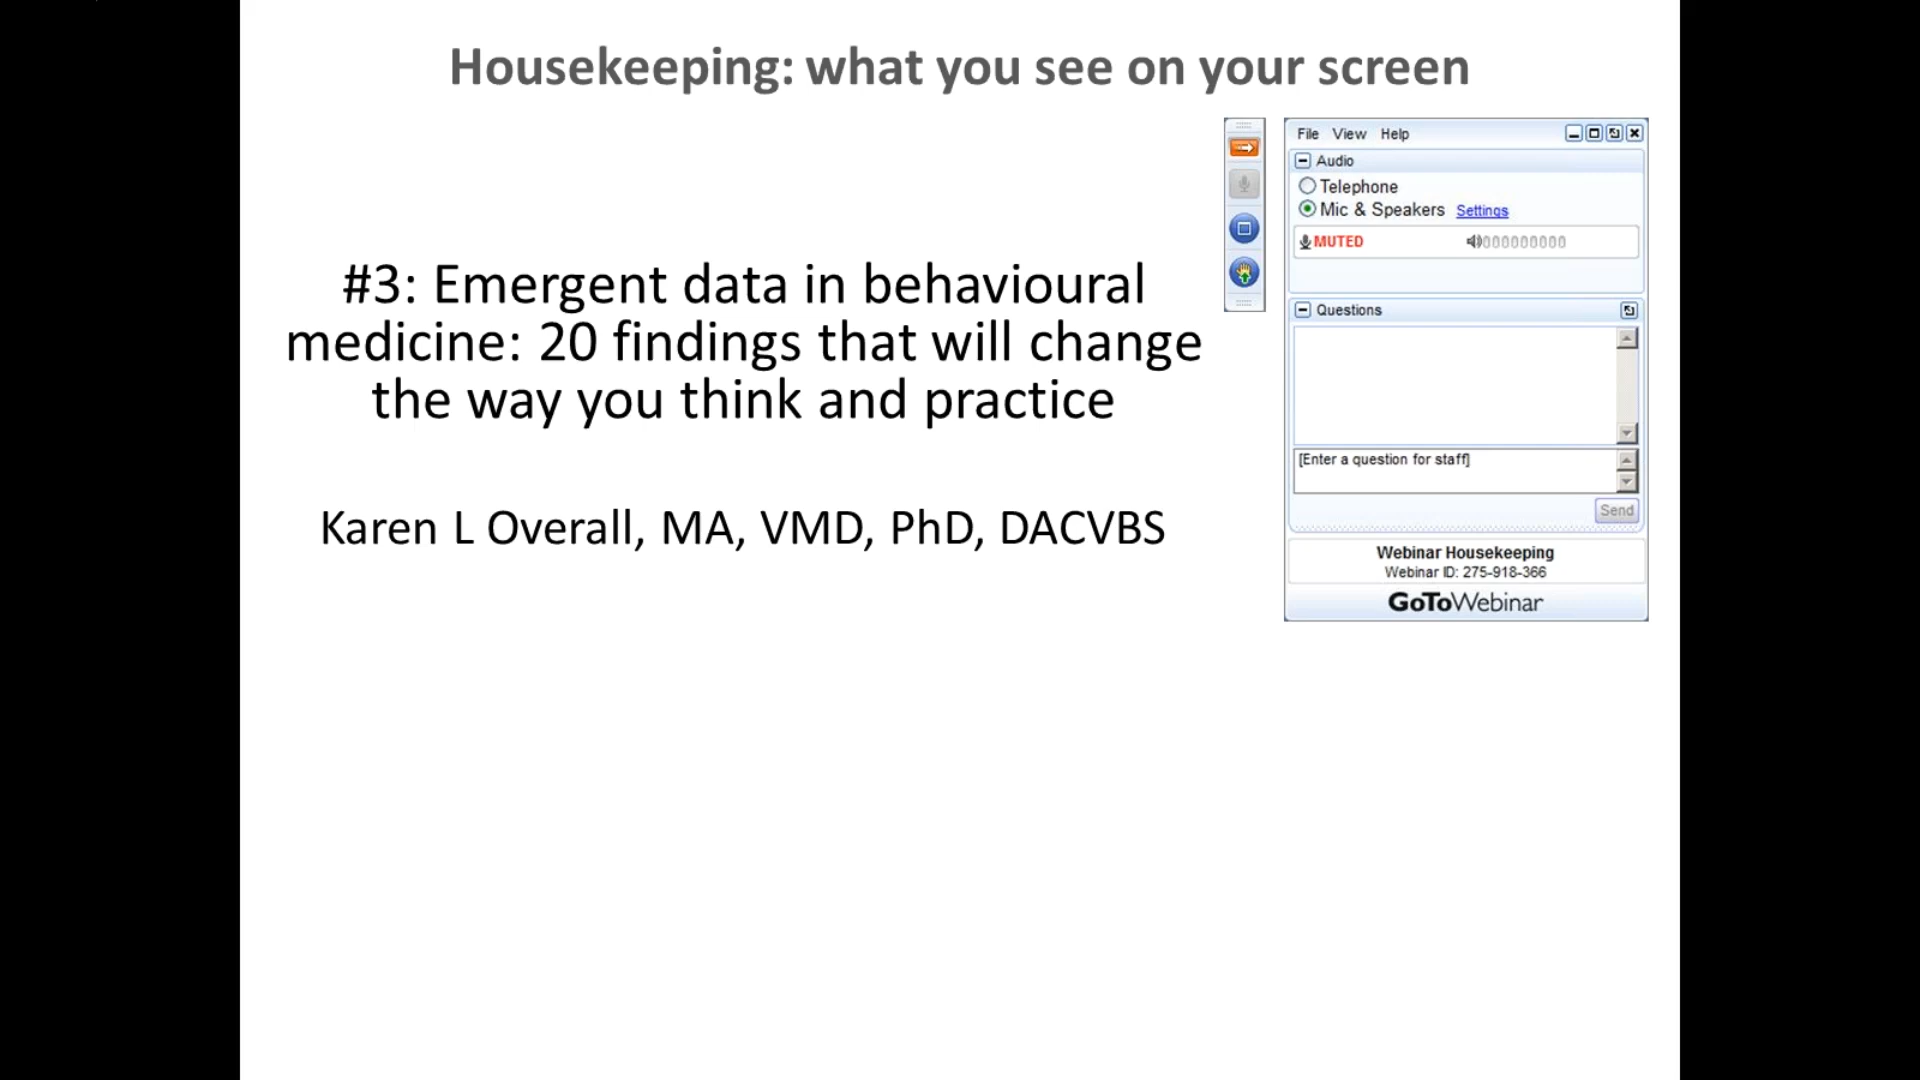 Housekeeping: what you see on your screen
#3: Emergent data in behavioural
medicine: 20 findings that will change
the way you think and practice
Karen L Overall, MA, VMD, PhD, DACVBS
File View Help
Audio
Telephone
Mic & Speakers Settings
MUTED 000000000
Questions
[Enter a question for staff]
Send
Webinar Housekeeping
Webinar ID: 275-918-366
GoToWebinar